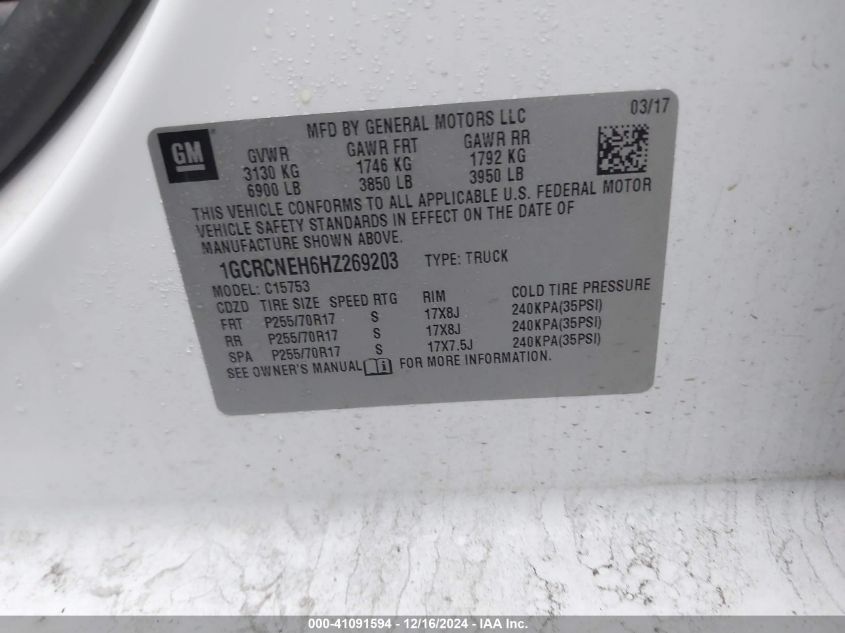 03/17
MFD BY GENERAL MOTORS LLC
GM
GVWR GAWR FRT GAWR RR
3130 KG 1746 KG 1792 KG
6900 LB 3850 LB 3950 LB
THIS VEHICLE CONFORMS TO ALL APPLICABLE U.S. FEDERAL MOTOR
VEHICLE SAFETY STANDARDS IN EFFECT ON THE DATE OF
MANUFACTURE SHOWN ABOVE.
1GCRCNEH6HZ269203 TYPE: TRUCK
MODEL: C15753
CDZD TIRE SIZE SPEED RTG RIM COLD TIRE PRESSURE
FRT P255/70R17 S 17X8J 240KPA(35PSI)
RR P255/70R17 S 17X8J 240KPA(35PSI)
SPA P255/70R17 S 17X7.5J 240KPA(35PSI)
SEE OWNER'S MANUAL FOR MORE INFORMATION.
000-41091594 - 12/16/2024 - IAA Inc.